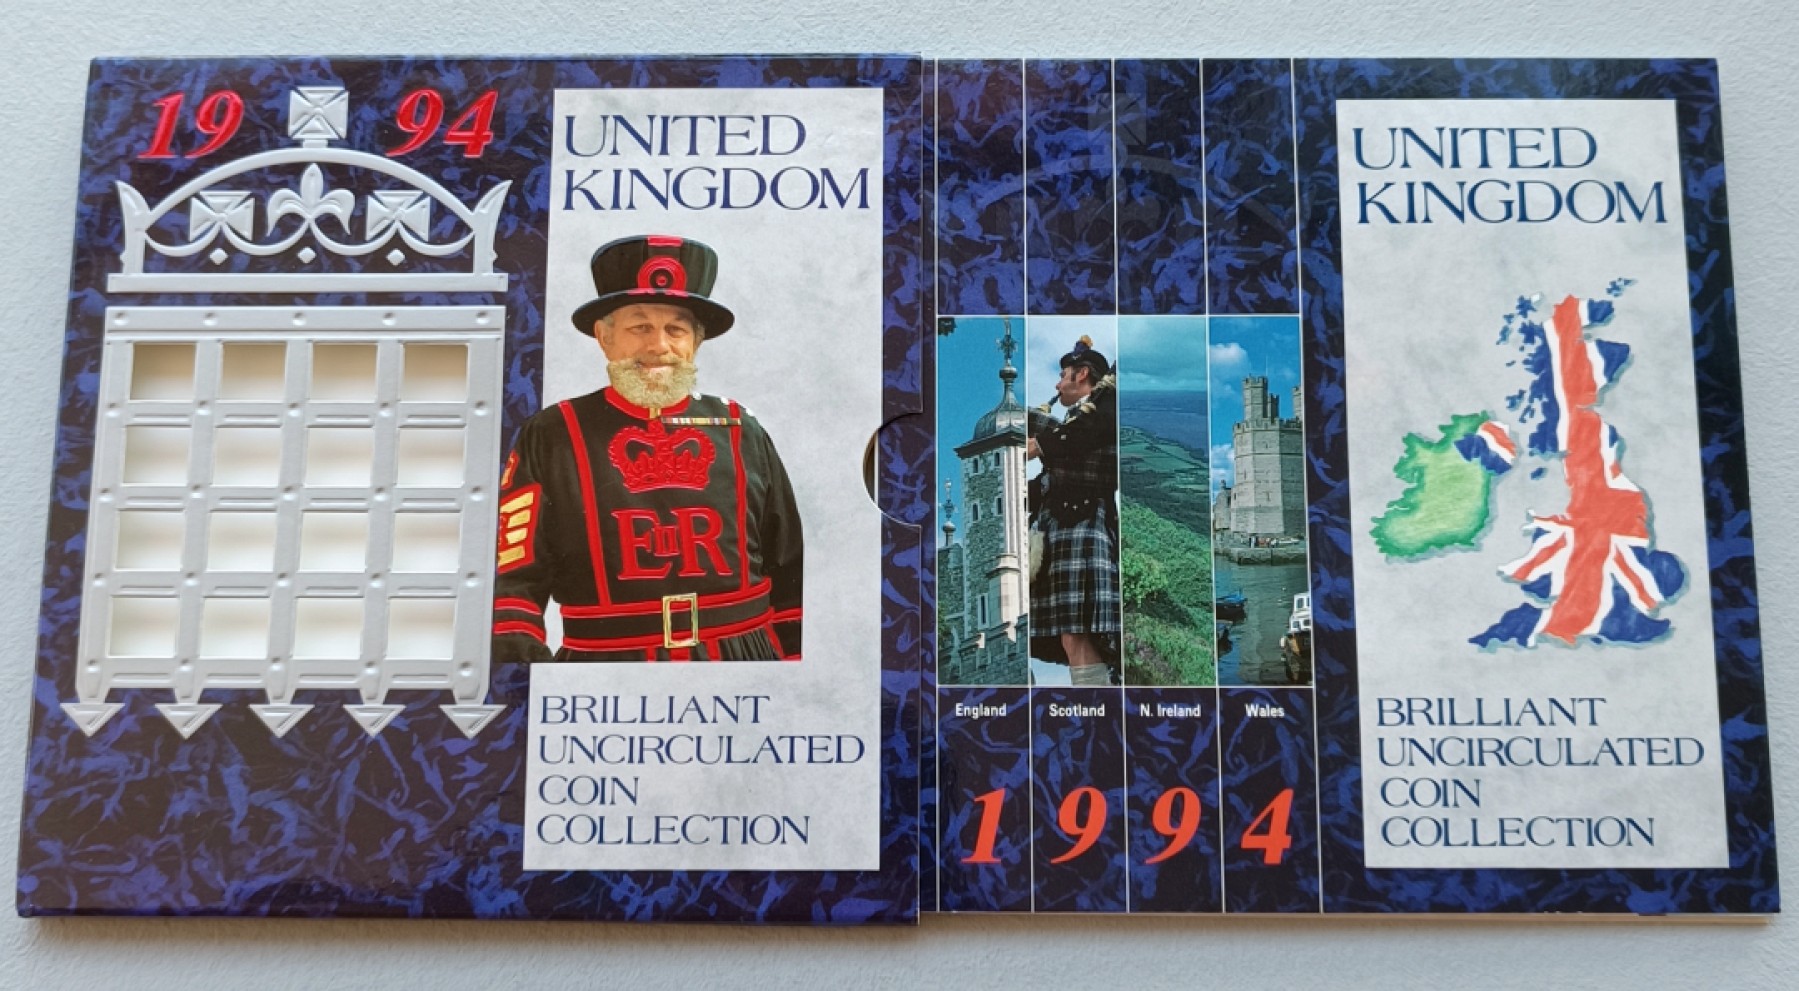 19 94
UNITED
KINGDOM
EIIR
BRILLIANT
UNCIRCULATED
COIN
COLLECTION
England Scotland N. Ireland Wales
1994
UNITED
KINGDOM
BRILLIANT
UNCIRCULATED
COIN
COLLECTION